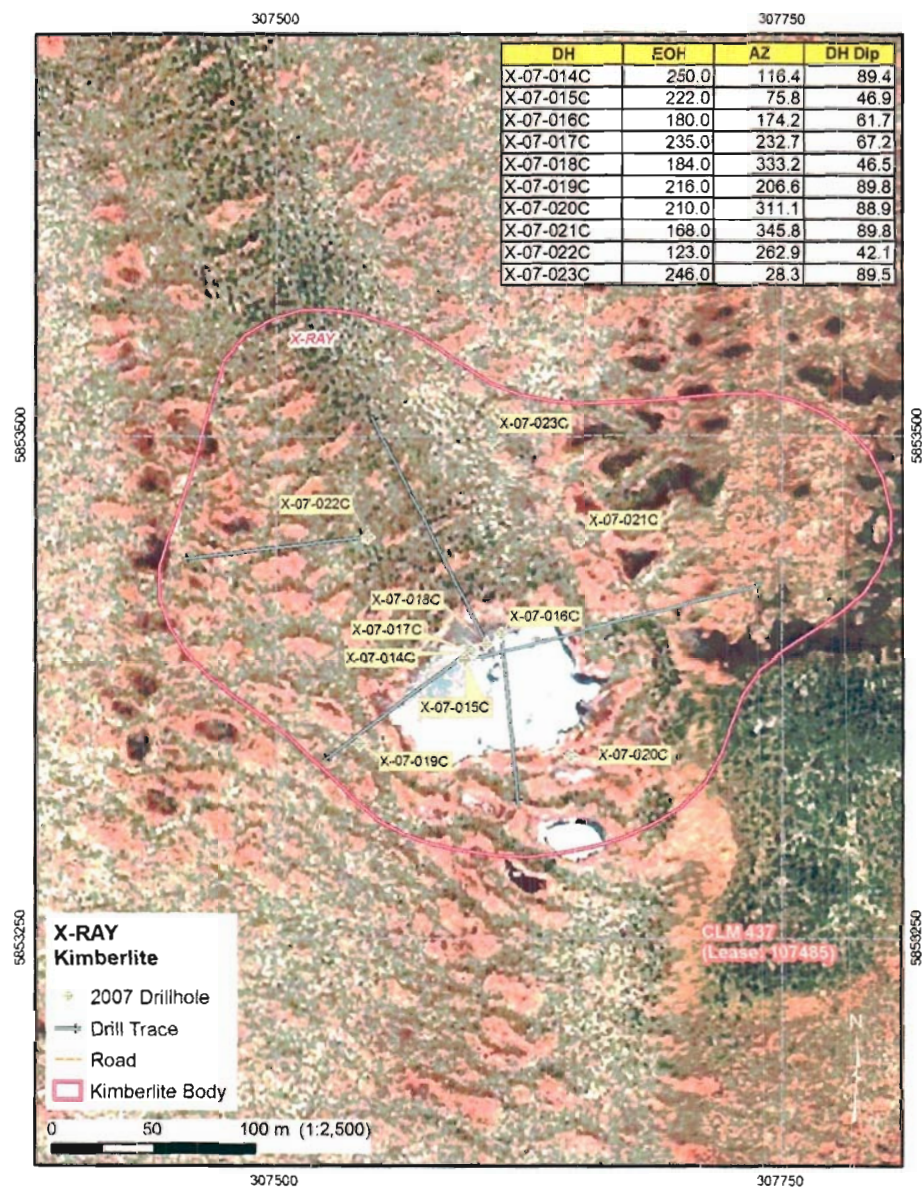 307500 307750
DH EOH AZ DH Dip
X-07-014C 250.0 116.4 89.4
X-07-015C 222.0 75.8 46.9
X-07-016C 180.0 174.2 61.7
X-07-017C 235.0 232.7 67.2
X-07-018C 184.0 333.2 46.5
X-07-019C 216.0 206.6 89.8
X-07-020C 210.0 311.1 88.9
X-07-021C 168.0 345.8 89.8
X-07-022C 123.0 262.9 42.1
X-07-023C 246.0 28.3 89.5
X-RAY
X-07-023C
5853500 5853500
X-07-022C
X-07-021C
X-07-018C
X-07-016C
X-07-017C
X-07-014C
X-07-015C
X-07-019C
X-07-020C
5853250 5853250
CLM 437
(Lease: 107485)
X-RAY
Kimberlite
2007 Drillhole
Drill Trace
Road
Kimberlite Body
N
0 50 100 m (1:2,500)
307500 307750